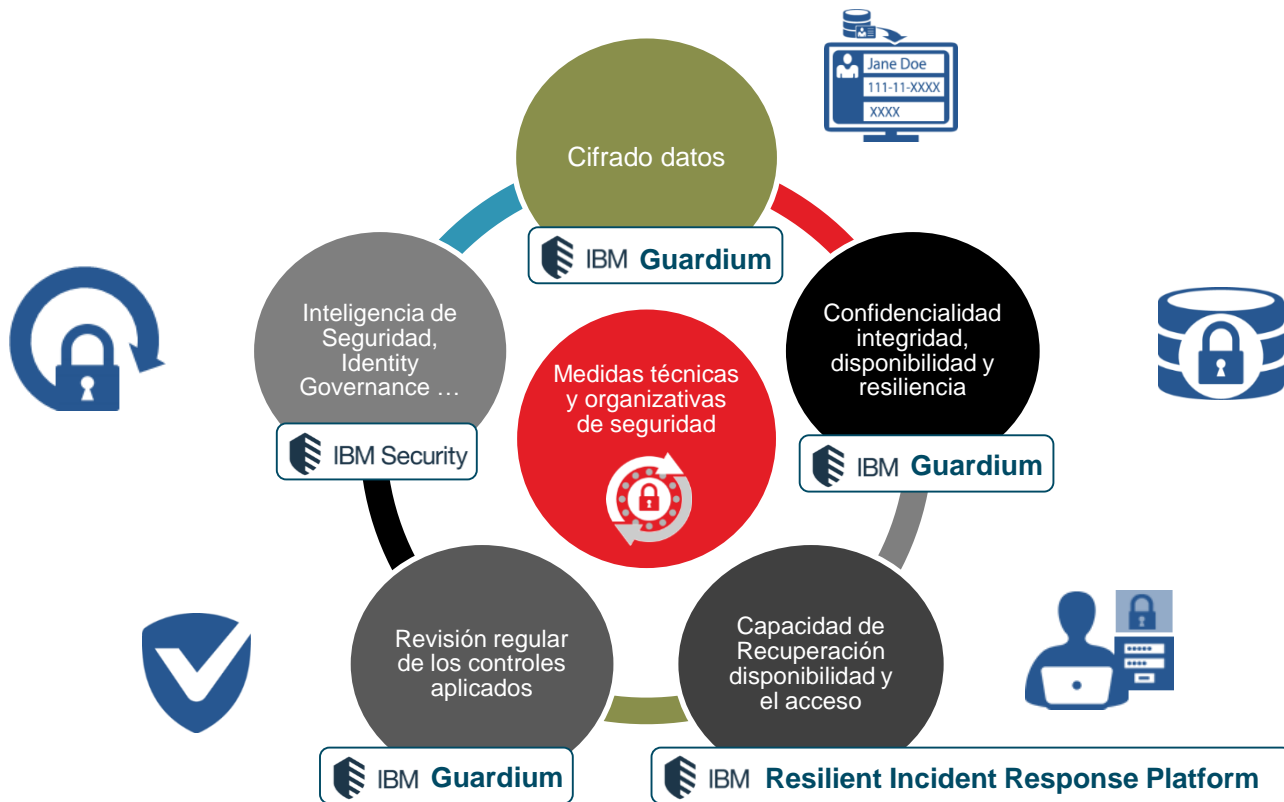 Jane Doe
111-11-XXXX
XXXX
Cifrado datos
IBM Guardium
Inteligencia de
Seguridad,
Identity
Governance …
IBM Security
Confidencialidad
integridad,
disponibilidad y
resiliencia
IBM Guardium
Medidas técnicas
y organizativas
de seguridad
Revisión regular
de los controles
aplicados
IBM Guardium
Capacidad de
Recuperación
disponibilidad y
el acceso
IBM Resilient Incident Response Platform